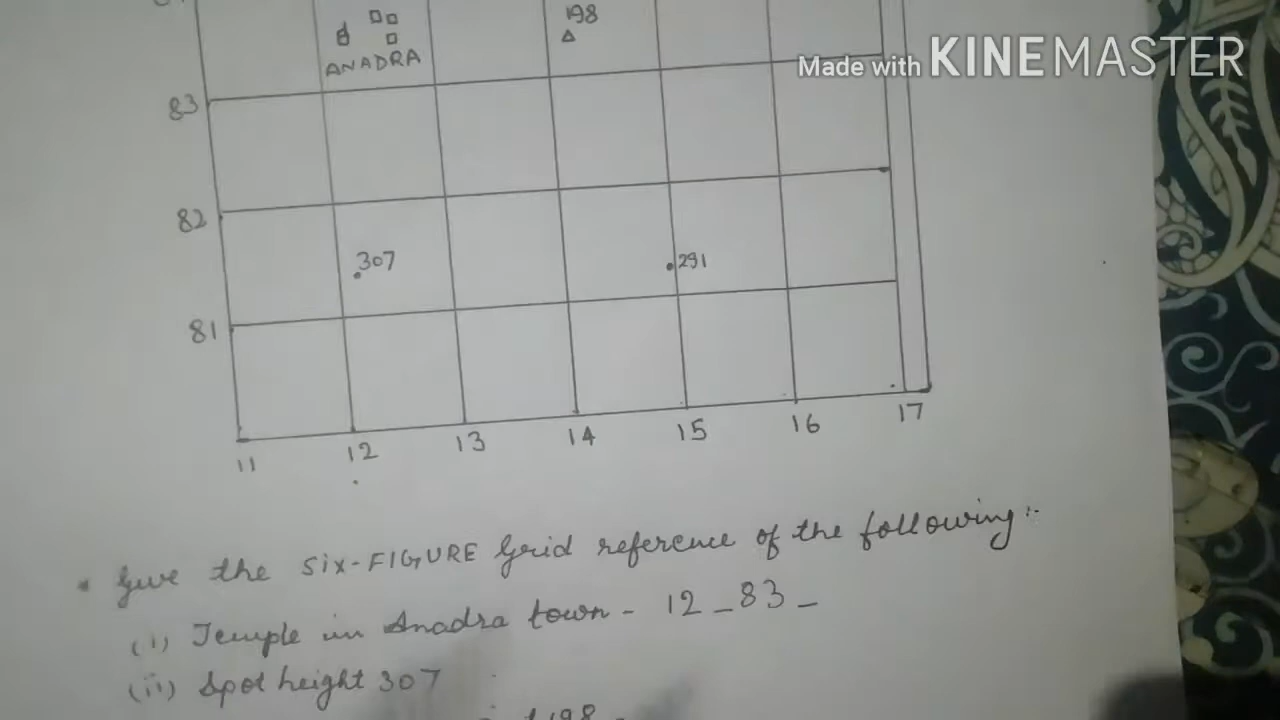 198
ANADRA
Made with KINEMASTER
83
82
307
291
81
11 12 13 14 15 16 17
Give the SIX-FIGURE Grid reference of the following:-
(i) Temple in Anadra town - 12_83_
(ii) Spot height 307
198